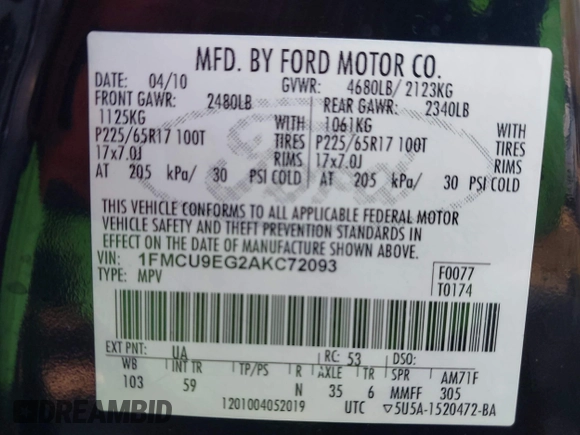 MFD. BY FORD MOTOR CO.
DATE: 04/10 GVWR: 4680LB/ 2123KG
FRONT GAWR: 2480LB REAR GAWR: 2340LB
1125KG WITH 1061KG WITH
P225/65R17 100T TIRES P225/65R17 100T TIRES
17x7.0J RIMS 17x7.0J RIMS
AT 205 kPa/ 30 PSI COLD AT 205 kPa/ 30 PSI COLD
THIS VEHICLE CONFORMS TO ALL APPLICABLE FEDERAL MOTOR
VEHICLE SAFETY AND THEFT PREVENTION STANDARDS IN
EFFECT ON THE DATE OF MANUFACTURE SHOWN ABOVE.
VIN: 1FMCU9EG2AKC72093 F0077
TYPE: MPV T0174
EXT PNT: UA RC: 53 DSO:
WB INT TR TP/PS R AXLE TR SPR AM71F
103 59 N 35 6 MMFF 305
1201004052019 UTC ▽5U5A-1520472-BA
DREAMBID